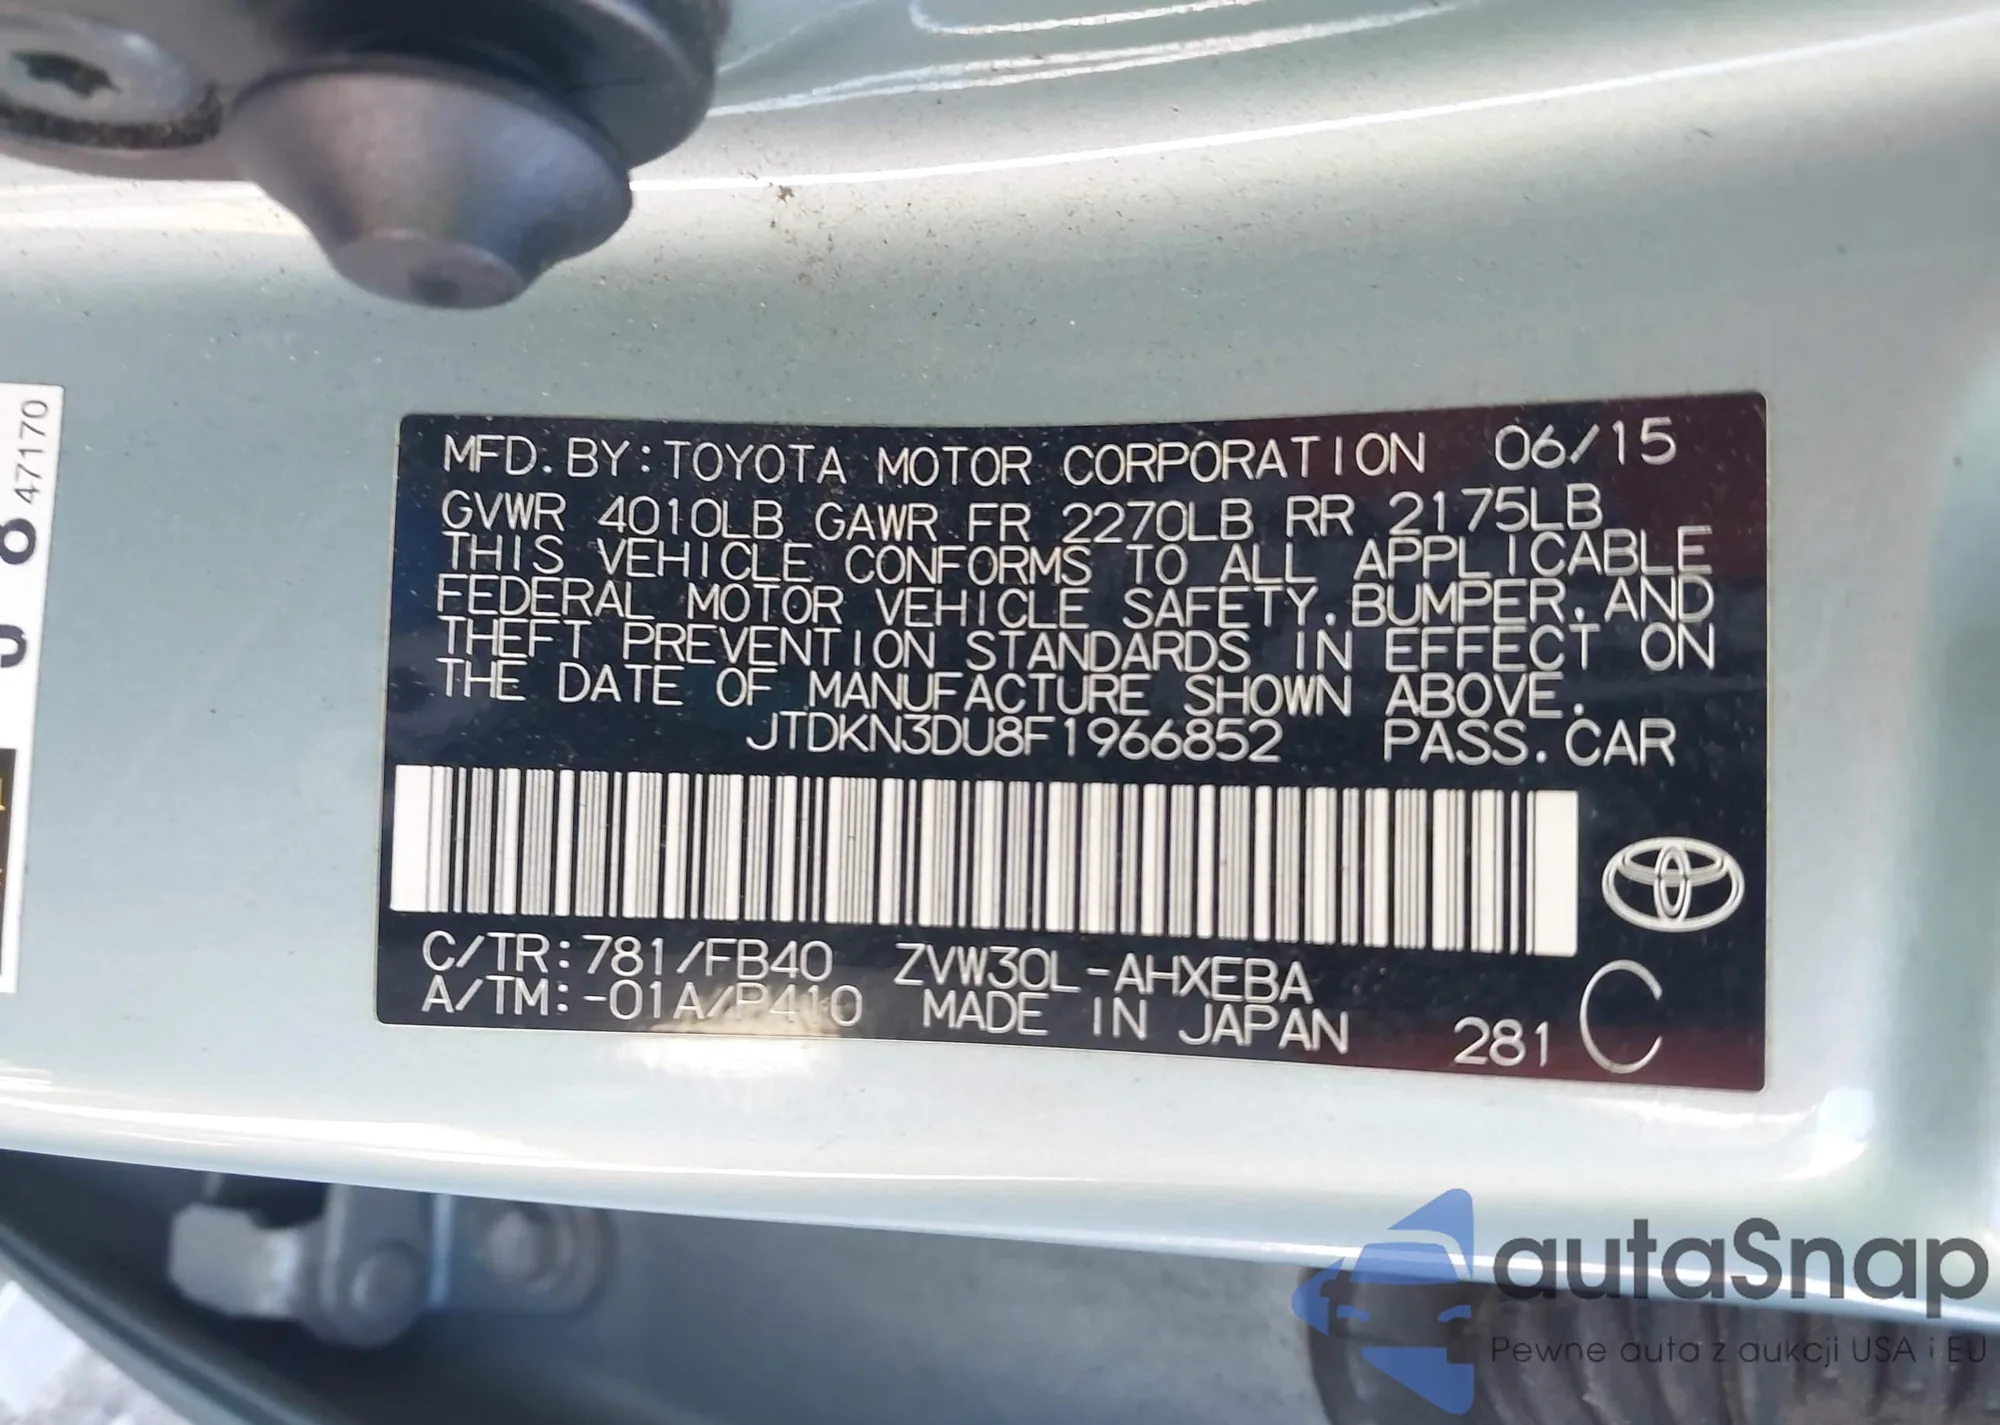 MFD. BY: TOYOTA MOTOR CORPORATION 06/15
GVWR 4010LB GAWR FR 2270LB RR 2175LB
THIS VEHICLE CONFORMS TO ALL APPLICABLE
FEDERAL MOTOR VEHICLE SAFETY, BUMPER, AND
THEFT PREVENTION STANDARDS IN EFFECT ON
THE DATE OF MANUFACTURE SHOWN ABOVE.
JTDKN3DU8F1966852 PASS. CAR
C/TR: 781/FB40 ZVW30L-AHXEBA
A/TM: -01A/P410 MADE IN JAPAN 281 C
J 8 47170
autaSnap
Pewne auta z aukcji USA i EU